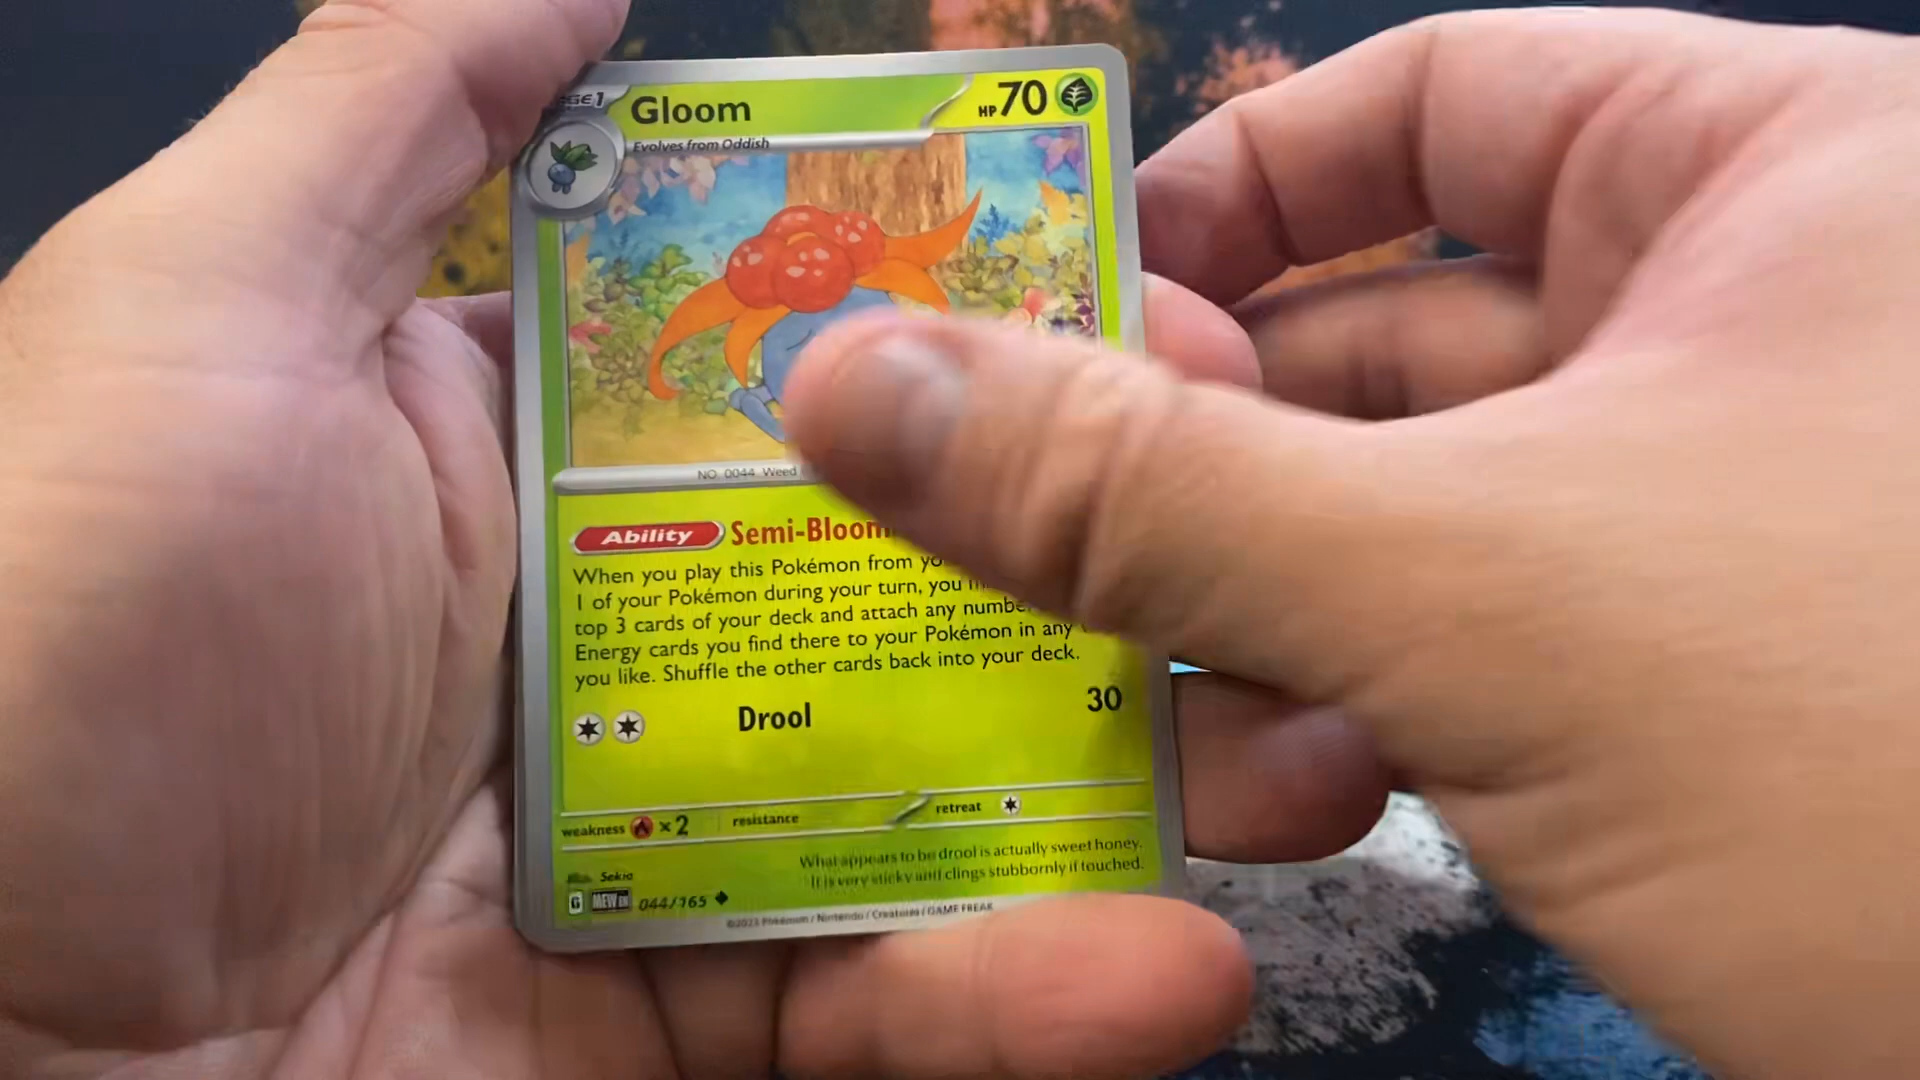 Gloom
HP 70
Evolves from Oddish
NO. 0044 Weed
Ability Semi-Bloom
When you play this Pokémon from
1 of your Pokémon during your turn, you
top 3 cards of your deck and attach any
Energy cards you find there to your Pokémon in any
you like. Shuffle the other cards back into your deck.
Drool 30
weakness ×2 resistance retreat
What appears to be drool is actually sweet honey.
It is very sticky and clings stubbornly if touched.
Sekio
G MEW EN 044/165
©2023 Pokémon / Nintendo / Creatures / GAME FREAK